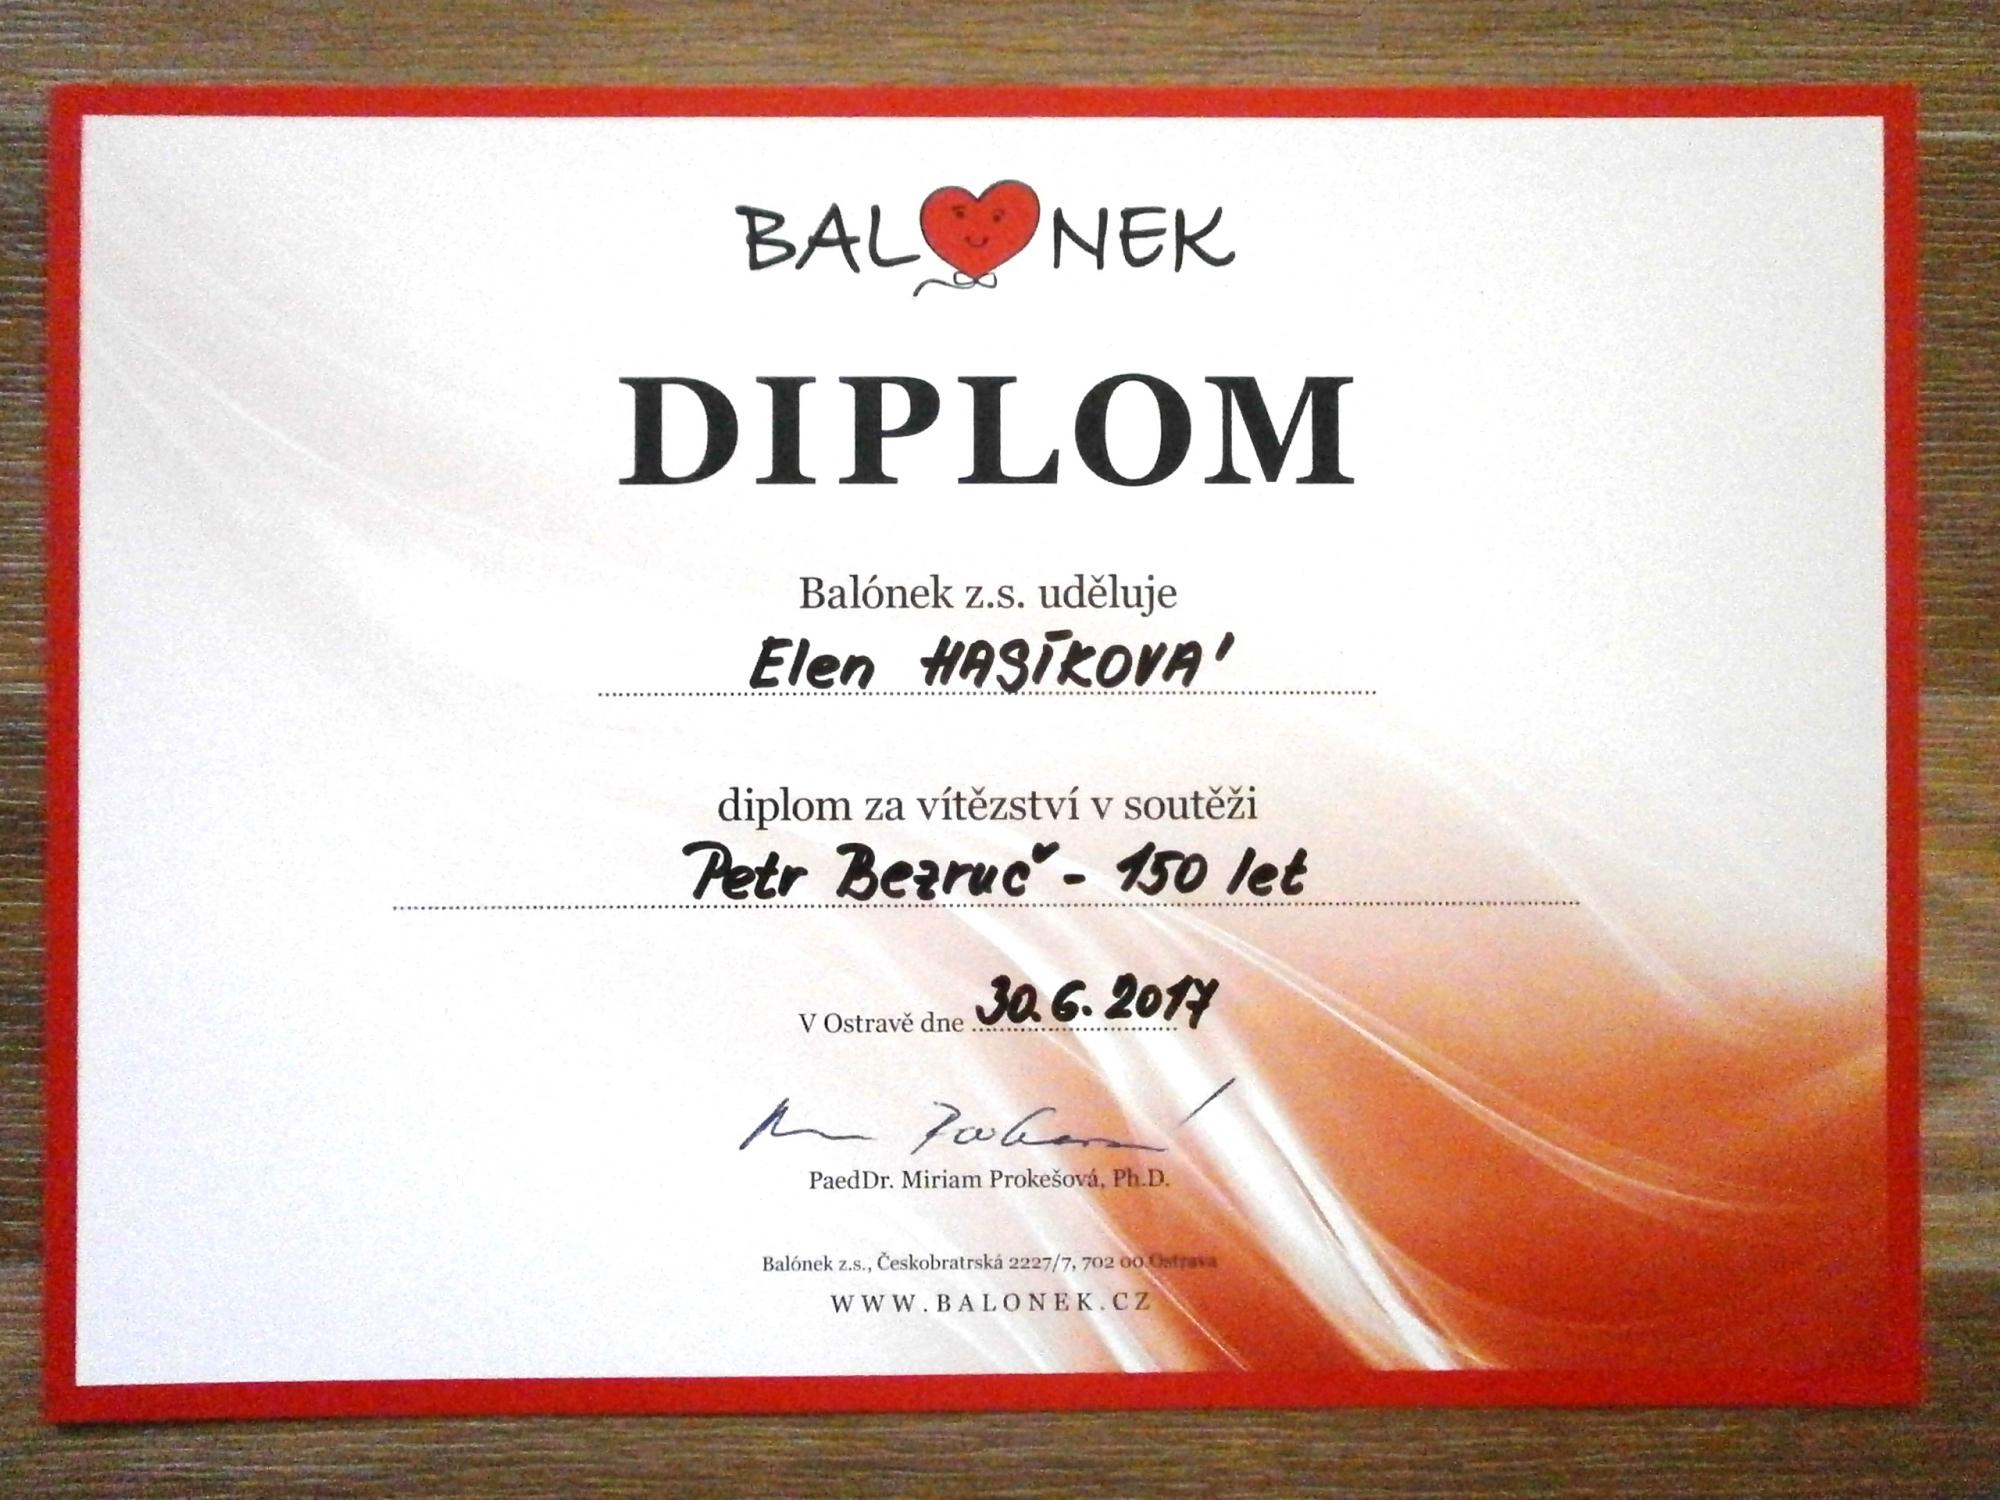 BALONEK
DIPLOM
Balónek z.s. uděluje
Elen HASÍKOVÁ
diplom za vítězství v soutěži
Petr Bezruč - 150 let
V Ostravě dne 30.6.2017
PaedDr. Miriam Prokešová, Ph.D.
Balónek z.s., Českobratrská 2227/7, 702 00 Ostrava
WWW.BALONEK.CZ